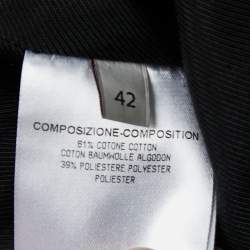 42
COMPOSIZIONE-COMPOSITION
61% COTONE COTTON
COTON BAUMWOLLE ALGODON
39% POLIESTERE POLYESTER
POLIESTER